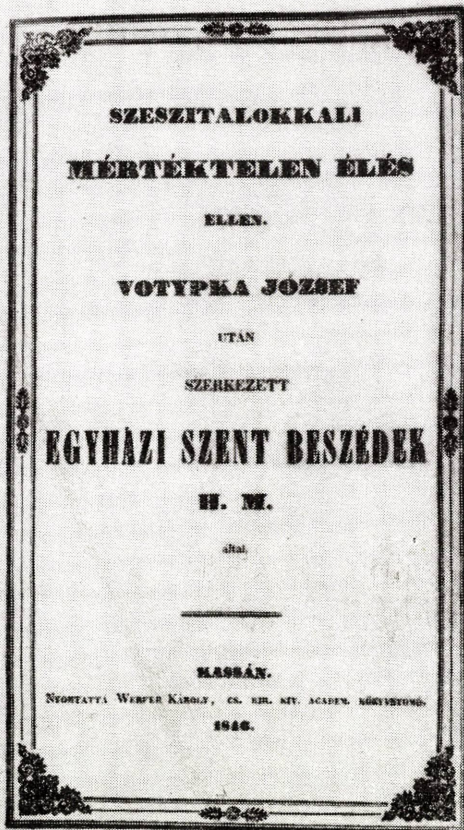 SZESZITALOKKALI
MÉRTÉKTELEN ÉLÉS
ELLEN.
VOTYPKA JÓZSEF
UTÁN
SZERKEZETT
EGYHÁZI SZENT BESZÉDEK
H. M.
által.
KASSÁN.
NYOMTATTA WERFER KÁROLY, CS. KIR. KIV. ACADEM. KÖNYVNYOMÓ.
1846.